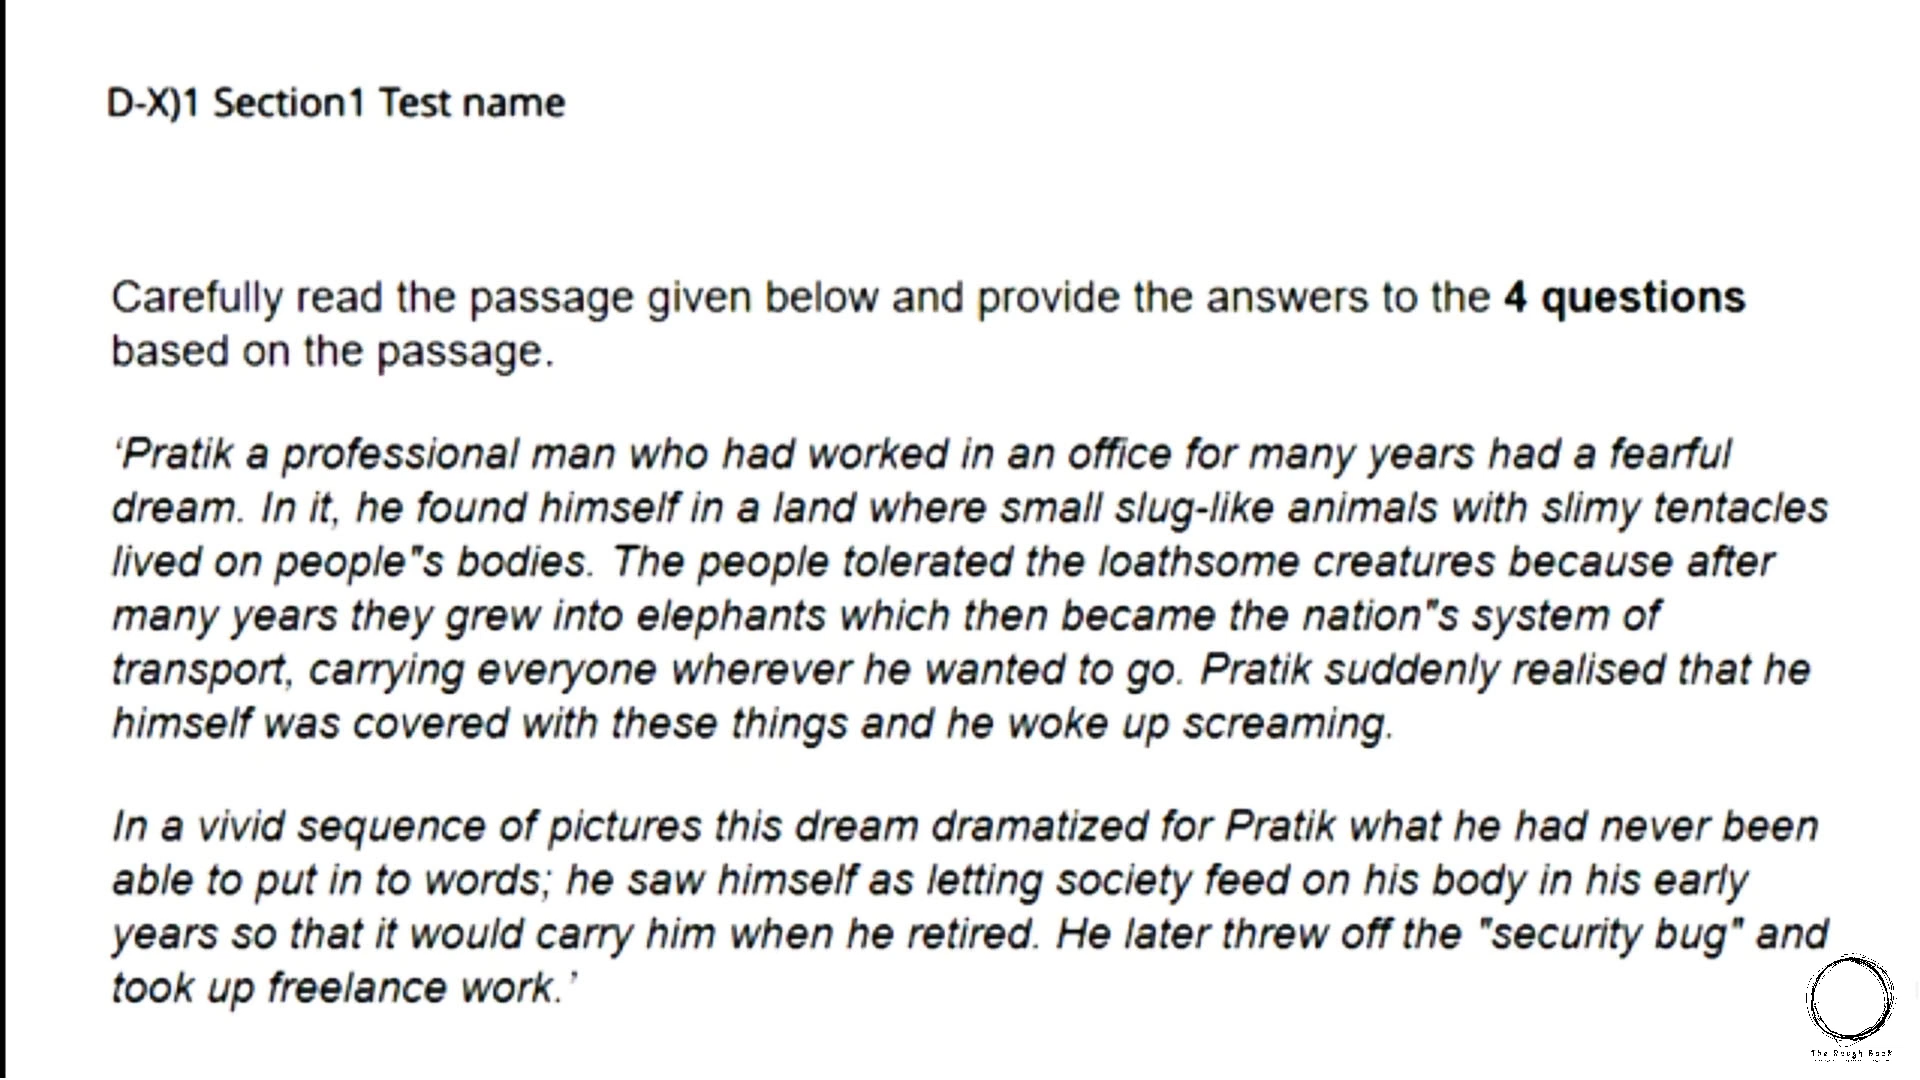 D-X)1 Section1 Test name
Carefully read the passage given below and provide the answers to the 4 questions
based on the passage.
‘Pratik a professional man who had worked in an office for many years had a fearful
dream. In it, he found himself in a land where small slug-like animals with slimy tentacles
lived on people"s bodies. The people tolerated the loathsome creatures because after
many years they grew into elephants which then became the nation"s system of
transport, carrying everyone wherever he wanted to go. Pratik suddenly realised that he
himself was covered with these things and he woke up screaming.
In a vivid sequence of pictures this dream dramatized for Pratik what he had never been
able to put in to words; he saw himself as letting society feed on his body in his early
years so that it would carry him when he retired. He later threw off the "security bug" and
took up freelance work.’
The Rough Book